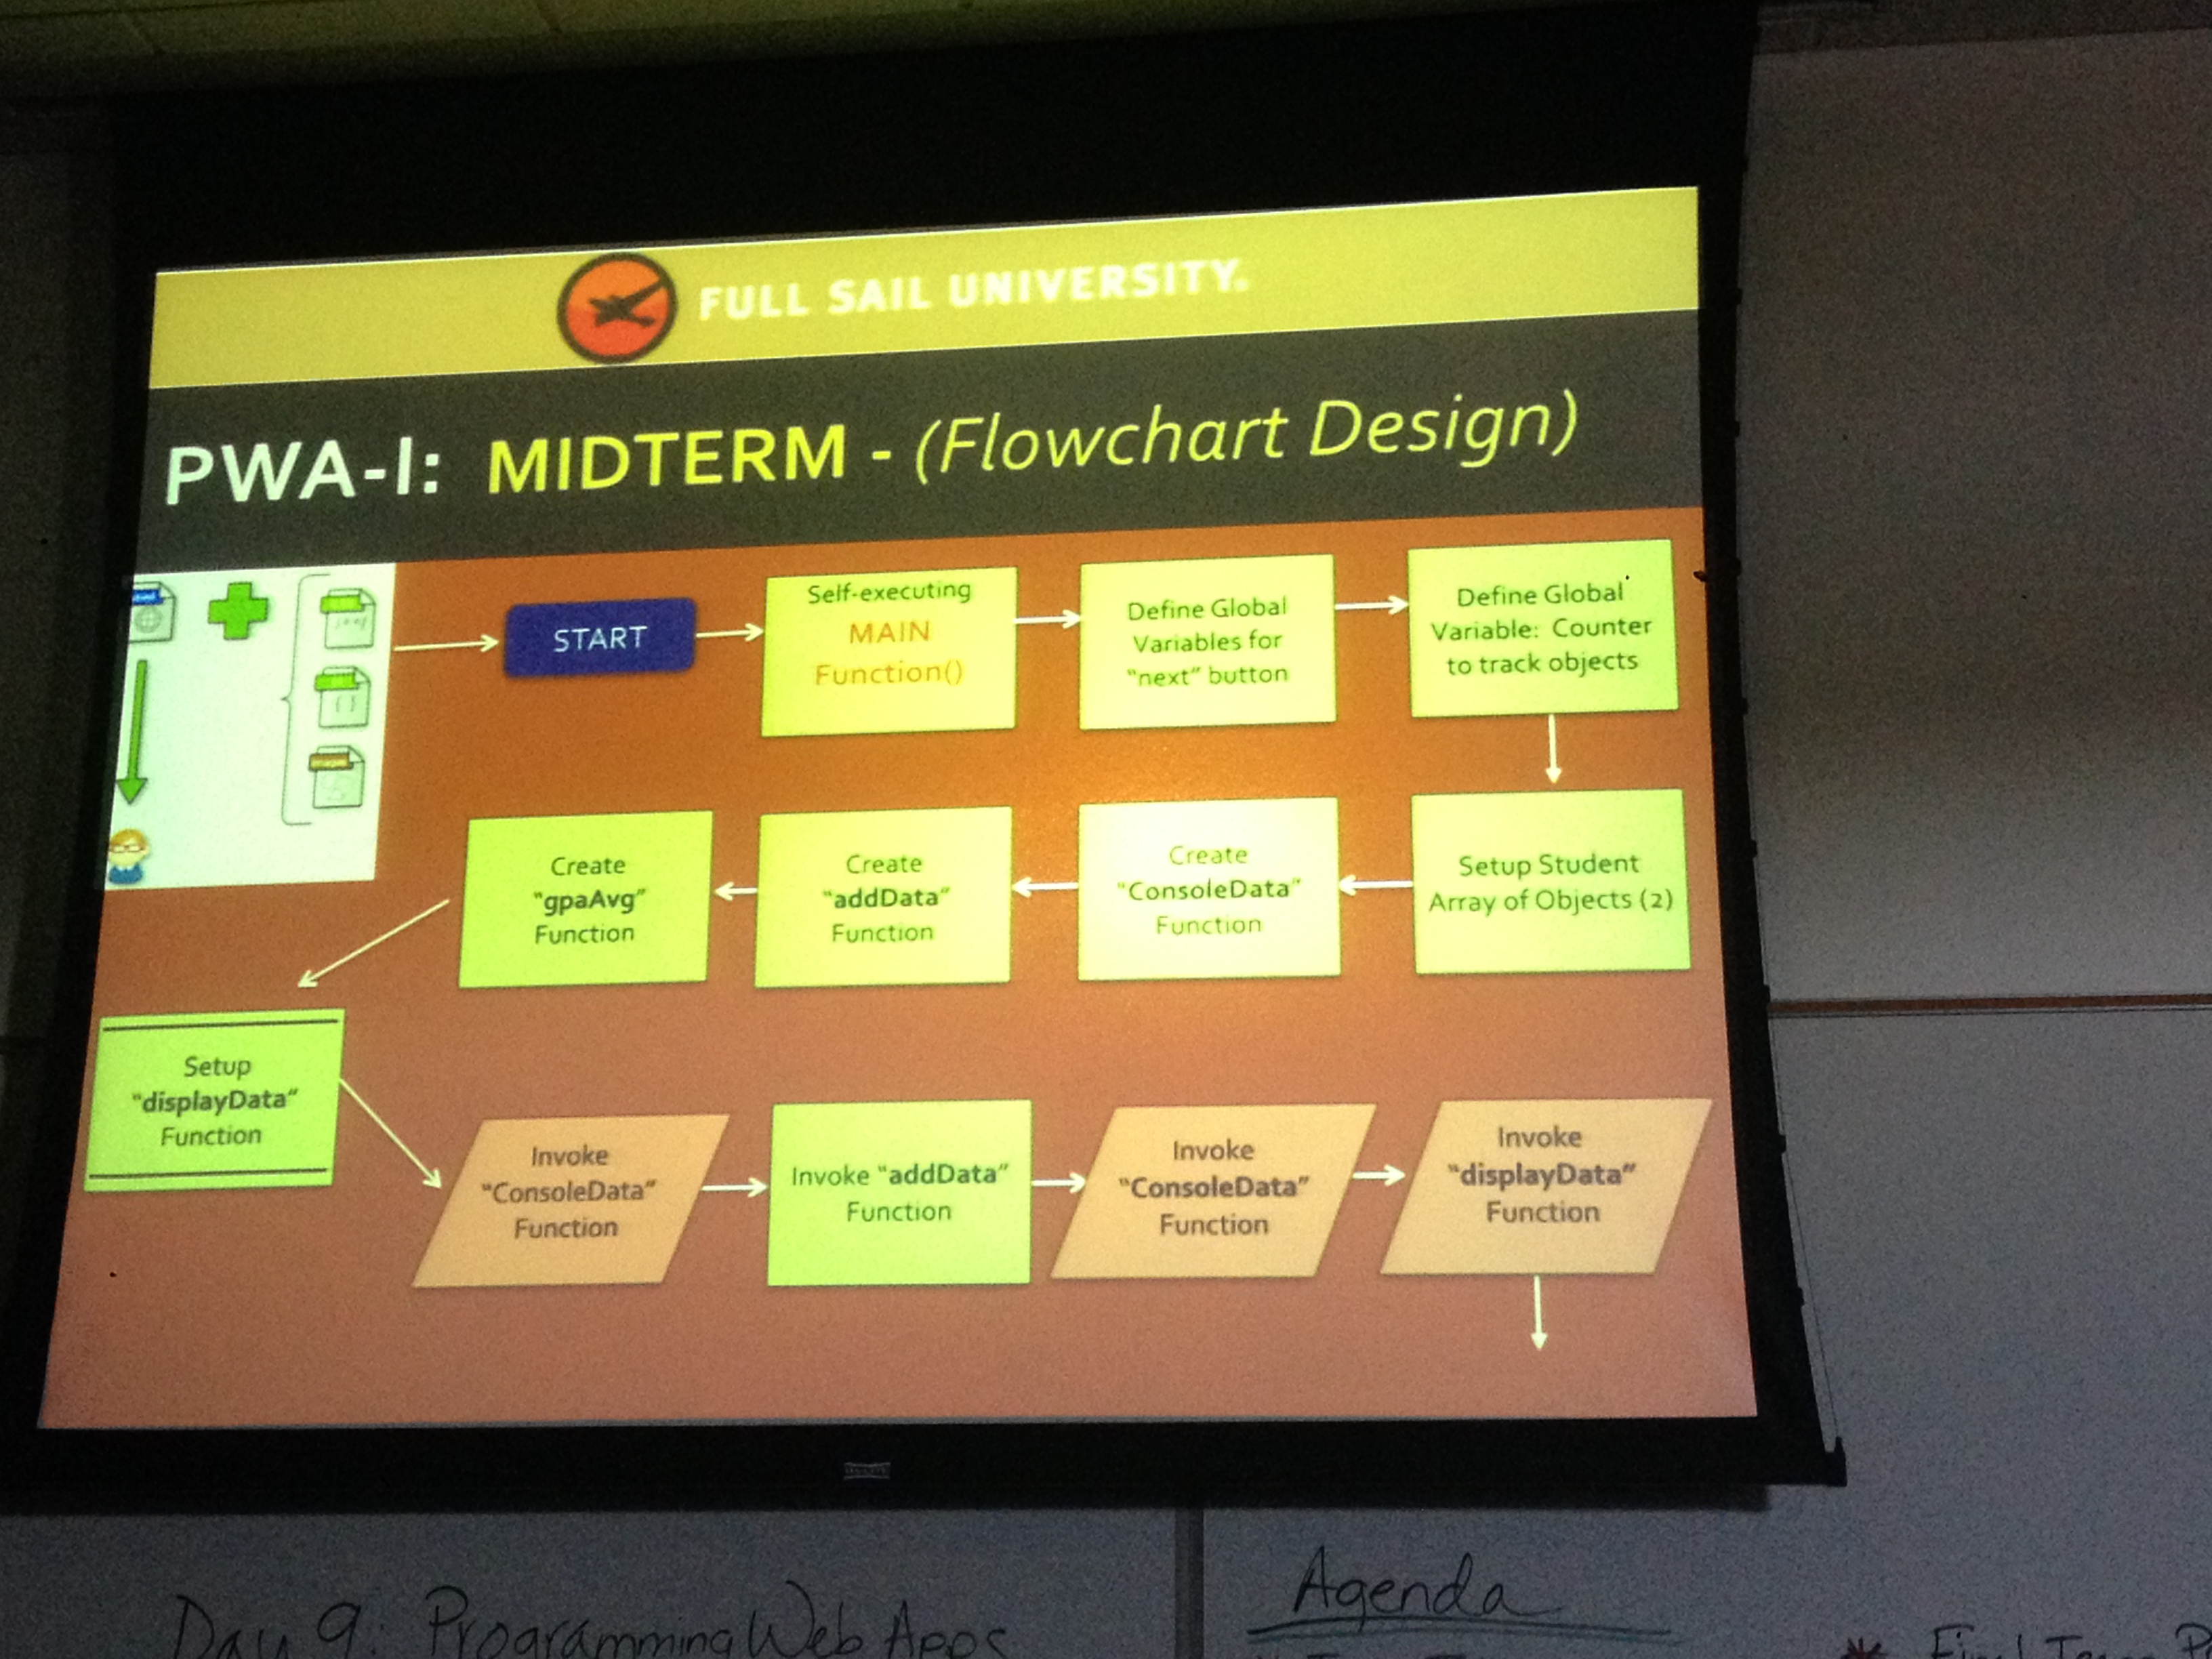 FULL SAIL UNIVERSITY.
PWA-I: MIDTERM - (Flowchart Design)
START
Self-executing
MAIN
Function()
Define Global
Variables for
"next" button
Define Global
Variable: Counter
to track objects
Setup Student
Array of Objects (2)
Create
"ConsoleData"
Function
Create
"addData"
Function
Create
"gpaAvg"
Function
Setup
"displayData"
Function
Invoke
"ConsoleData"
Function
Invoke "addData"
Function
Invoke
"ConsoleData"
Function
Invoke
"displayData"
Function
Day 9: Programming Web Apps
Agenda